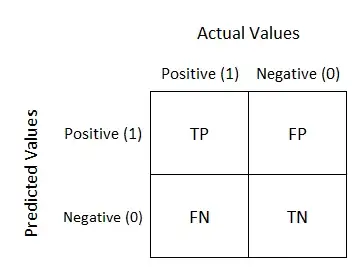 Actual Values
Positive (1) Negative (0)
Predicted Values
Positive (1) TP FP
Negative (0) FN TN